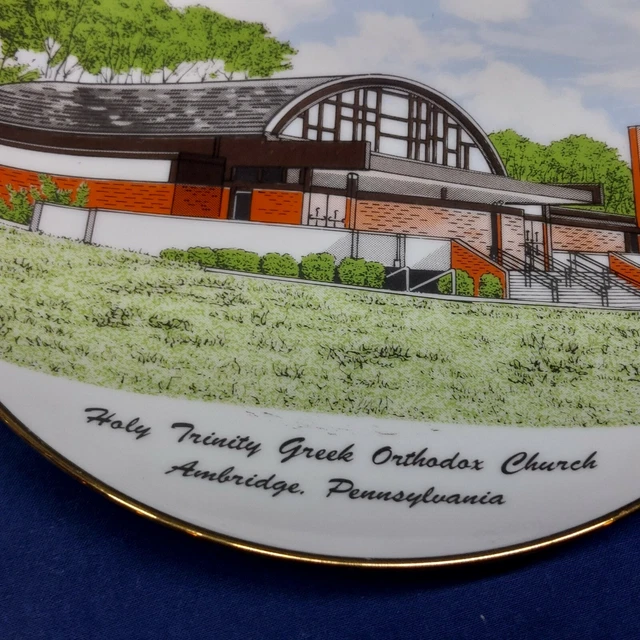 Holy Trinity Greek Orthodox Church
Ambridge, Pennsylvania